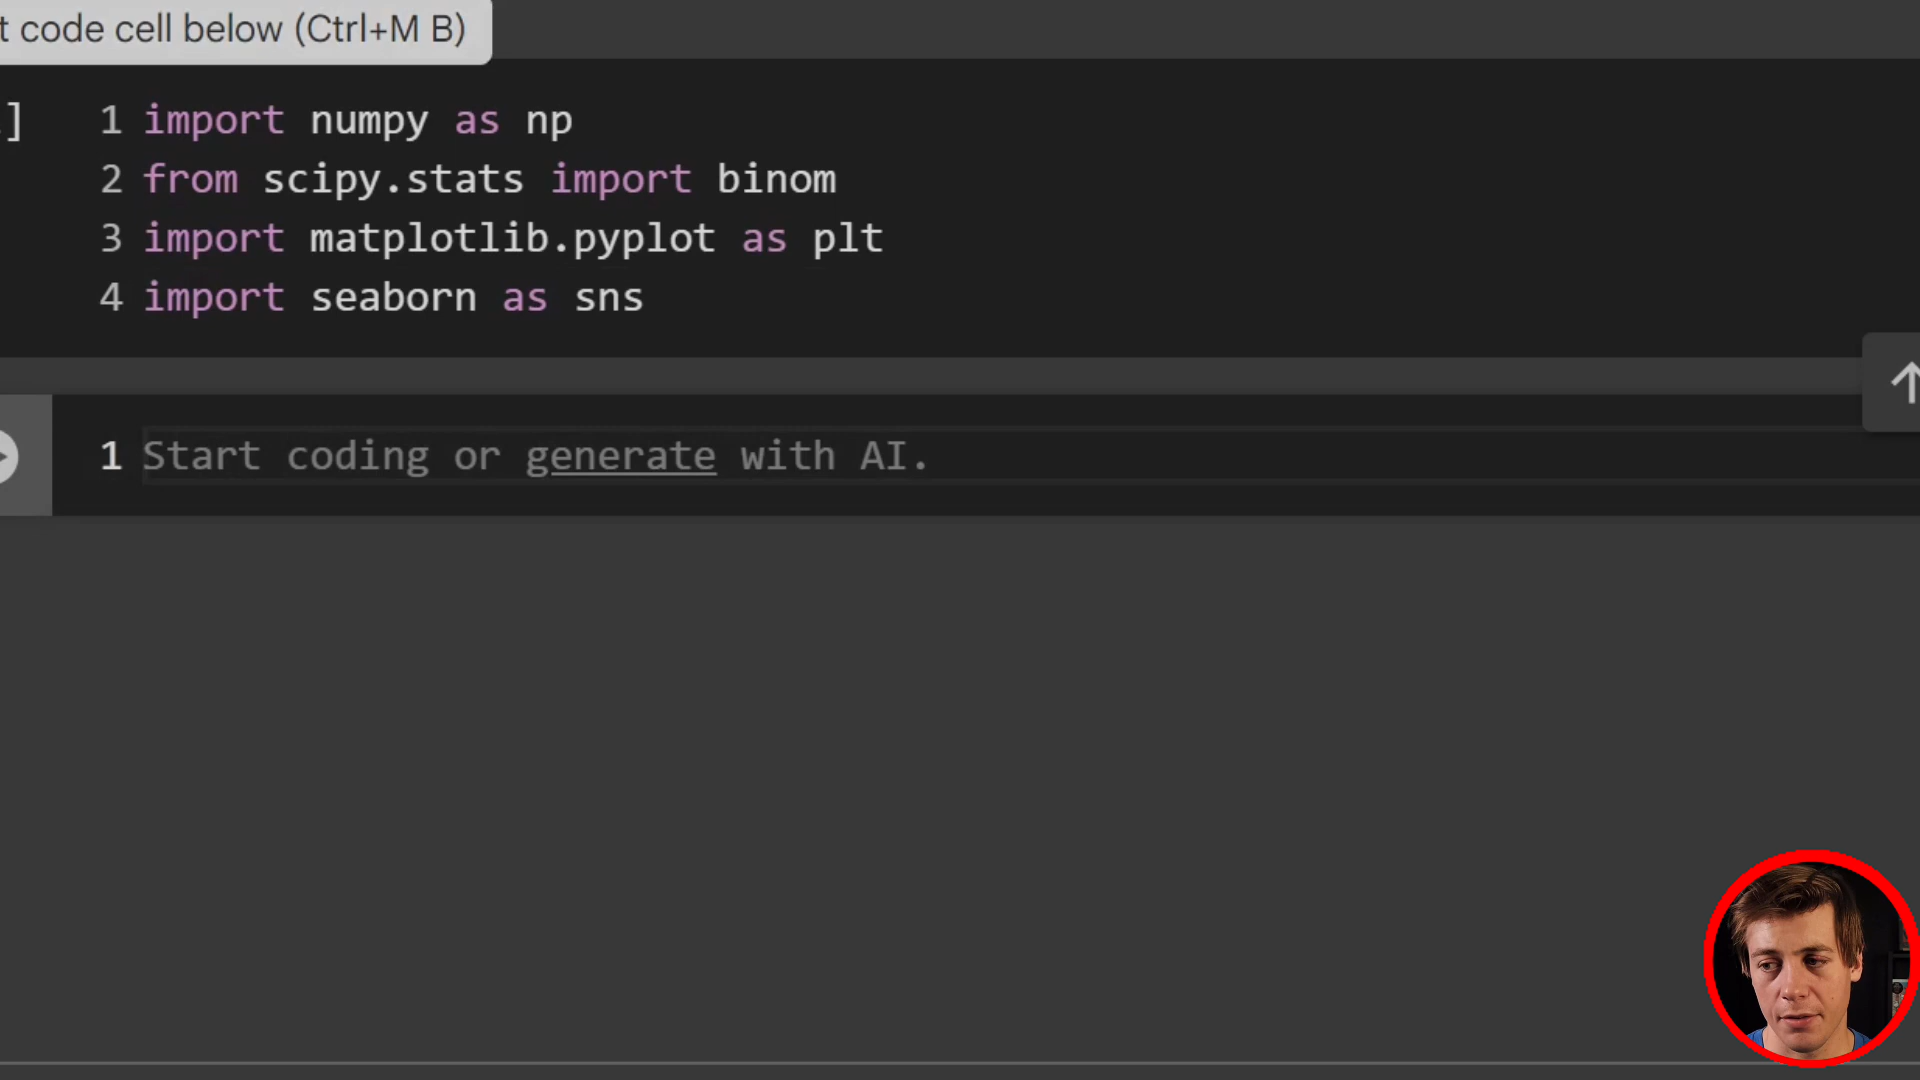 t code cell below (Ctrl+M B)
]
1 import numpy as np
2 from scipy.stats import binom
3 import matplotlib.pyplot as plt
4 import seaborn as sns
1 Start coding or generate with AI.